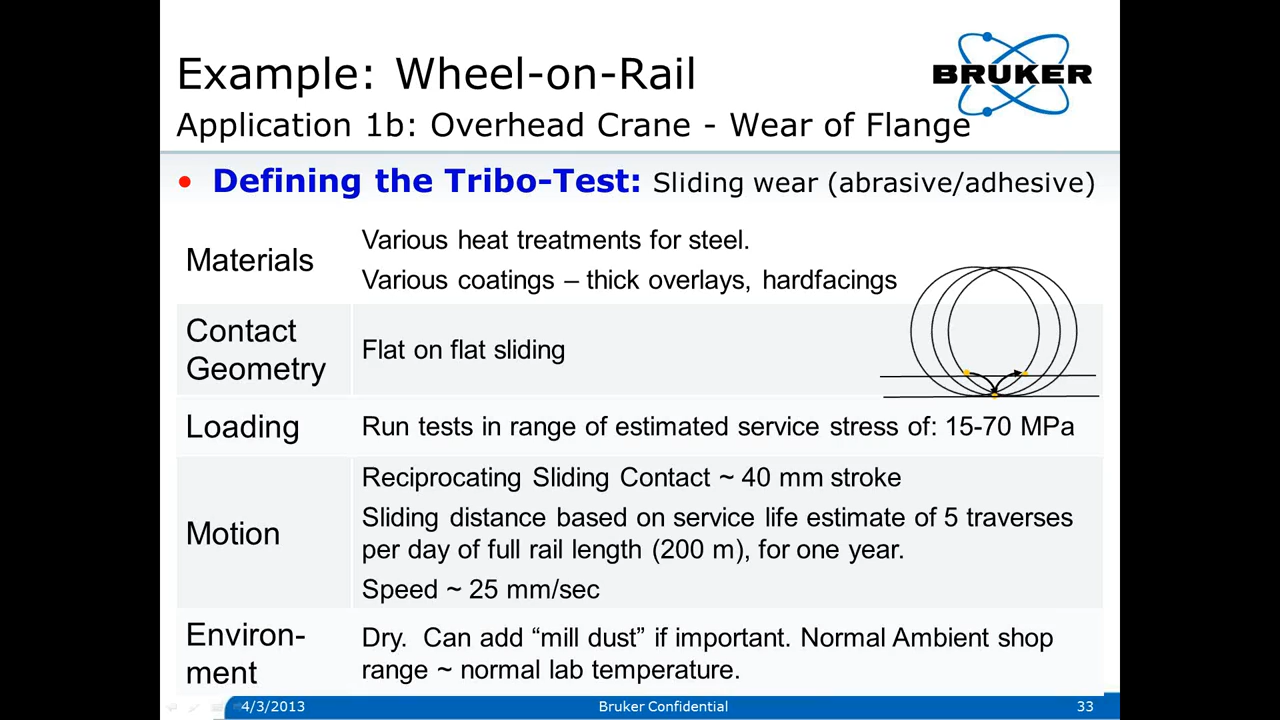 Example: Wheel-on-Rail
BRUKER
Application 1b: Overhead Crane - Wear of Flange
• Defining the Tribo-Test: Sliding wear (abrasive/adhesive)
Materials
Various heat treatments for steel.
Various coatings – thick overlays, hardfacings
Contact
Geometry
Flat on flat sliding
Loading
Run tests in range of estimated service stress of: 15-70 MPa
Motion
Reciprocating Sliding Contact ~ 40 mm stroke
Sliding distance based on service life estimate of 5 traverses
per day of full rail length (200 m), for one year.
Speed ~ 25 mm/sec
Environ-
ment
Dry. Can add “mill dust” if important. Normal Ambient shop
range ~ normal lab temperature.
4/3/2013
Bruker Confidential
33